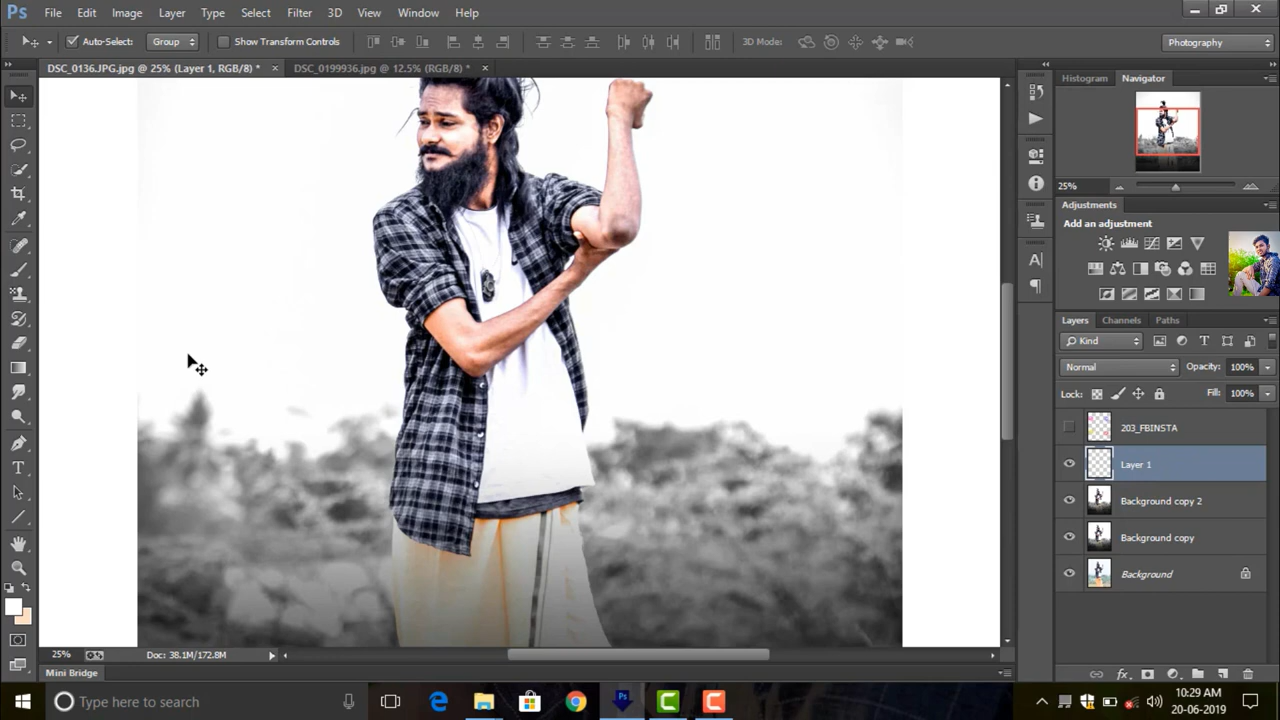 Ps File Edit Image Layer Type Select Filter 3D View Window Help
Auto-Select: Group Show Transform Controls 3D Mode: Photography
DSC_0136.JPG.jpg @ 25% (Layer 1, RGB/8) * × DSC_0199936.jpg @ 12.5% (RGB/8) * ×
Histogram Navigator
25%
Adjustments
Add an adjustment
Layers Channels Paths
Kind
Normal Opacity: 100%
Lock: Fill: 100%
203_FBINSTA
Layer 1
Background copy 2
Background copy
Background
25% Doc: 38.1M/172.8M
Mini Bridge
Type here to search
10:29 AM
20-06-2019